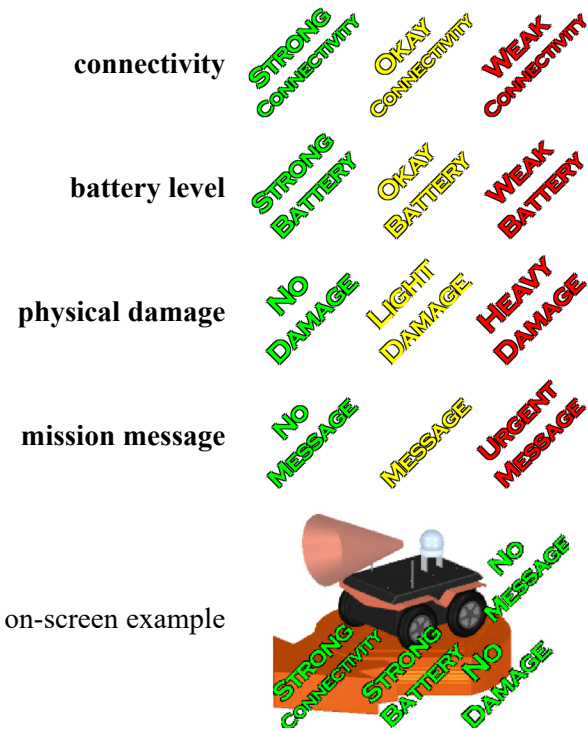 connectivity
STRONG
CONNECTIVITY
OKAY
CONNECTIVITY
WEAK
CONNECTIVITY
battery level
STRONG
BATTERY
OKAY
BATTERY
WEAK
BATTERY
physical damage
NO
DAMAGE
LIGHT
DAMAGE
HEAVY
DAMAGE
mission message
NO
MESSAGE
MESSAGE
URGENT
MESSAGE
on-screen example
NO
MESSAGE
STRONG
CONNECTIVITY
STRONG
BATTERY
NO
DAMAGE